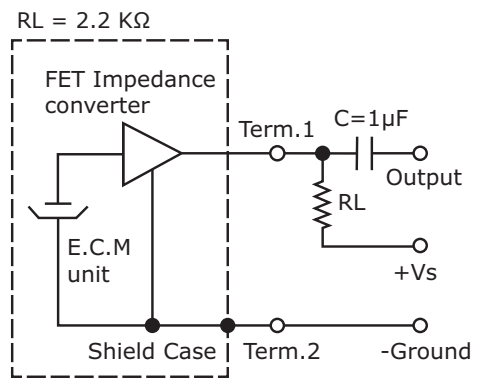 RL = 2.2 KΩ
FET Impedance
converter
Term.1
C=1µF
Output
RL
+Vs
E.C.M
unit
Shield Case
Term.2
-Ground